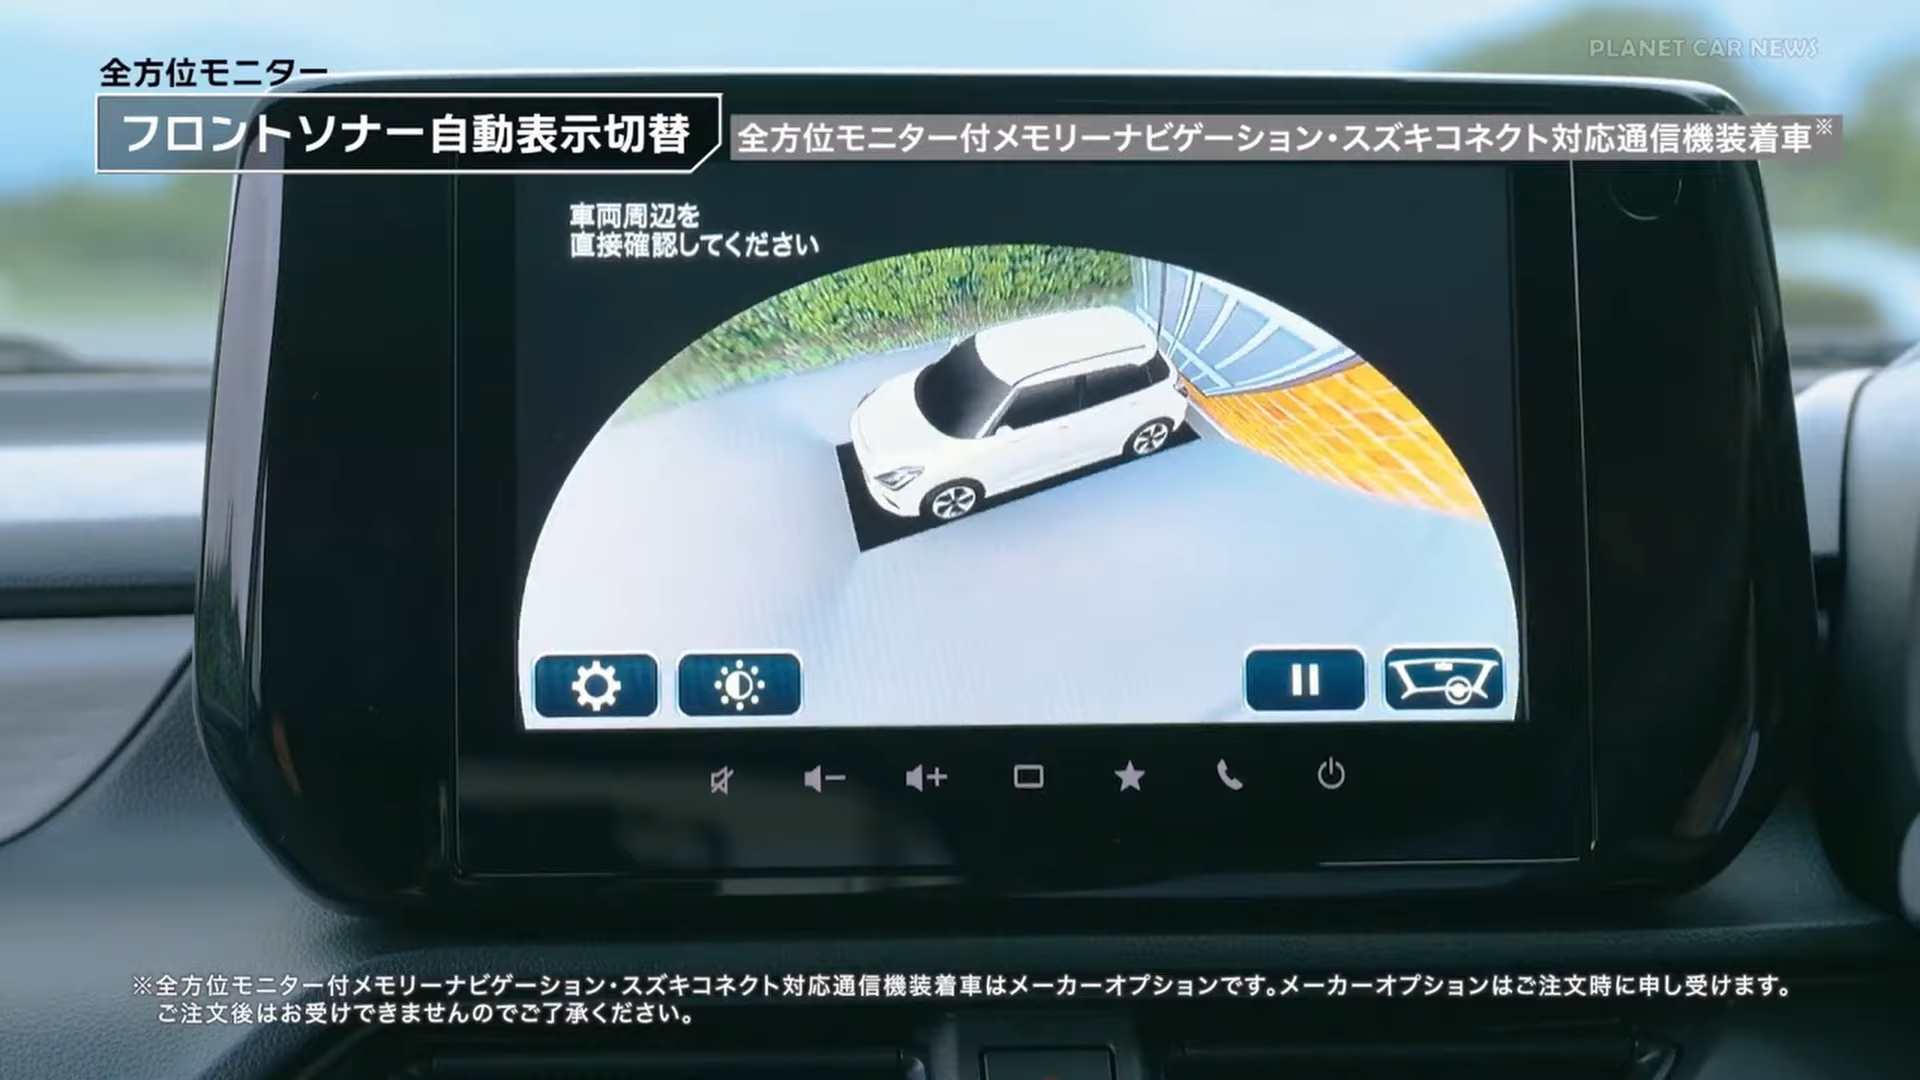 PLANET CAR NEWS
全方位モニター
フロントソナー自動表示切替
全方位モニター付メモリーナビゲーション・スズキコネクト対応通信機装着車※
車両周辺を
直接確認してください
※全方位モニター付メモリーナビゲーション・スズキコネクト対応通信機装着車はメーカーオプションです。メーカーオプションはご注文時に申し受けます。
ご注文後はお受けできませんのでご了承ください。